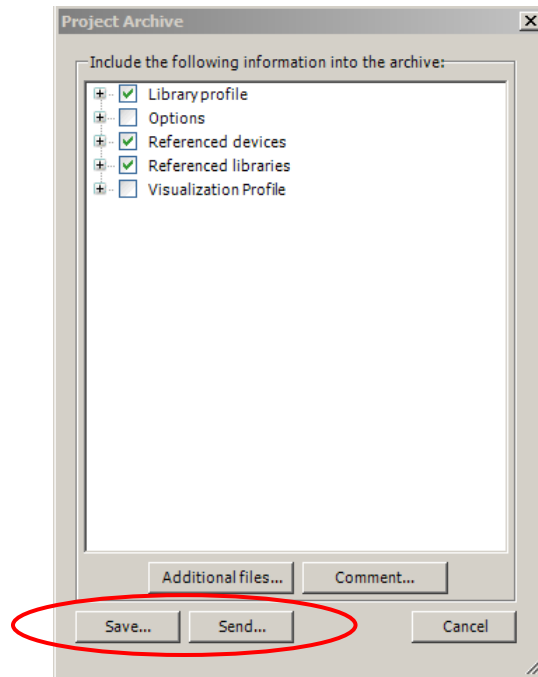 Project Archive
Include the following information into the archive:
Library profile
Options
Referenced devices
Referenced libraries
Visualization Profile
Additional files... Comment...
Save... Send... Cancel